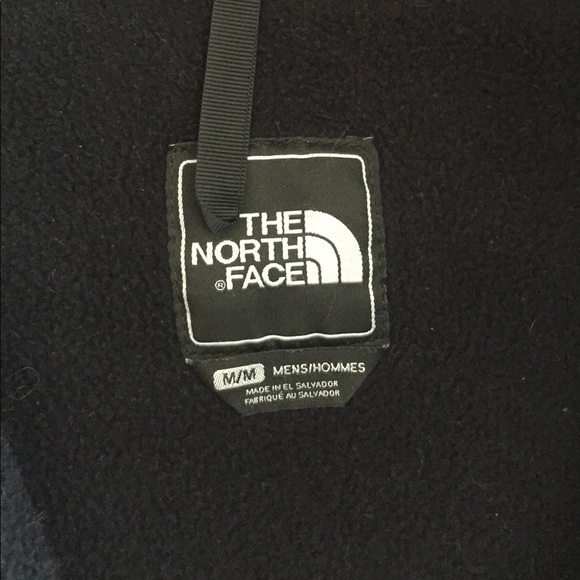 THE
NORTH
® FACE
M/M MENS/HOMMES
MADE IN EL SALVADOR
FABRIQUÉ AU SALVADOR